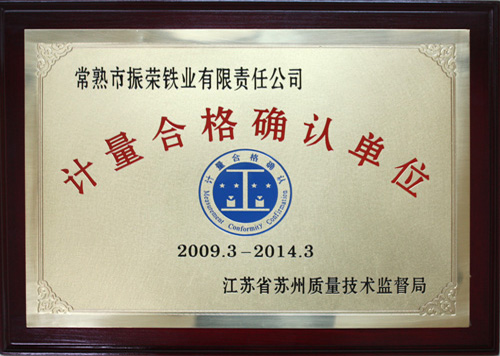 常熟市振荣铁业有限责任公司
计量合格确认单位
计量合格确认
Measurement Conformity Confirmation
2009.3-2014.3
江苏省苏州质量技术监督局